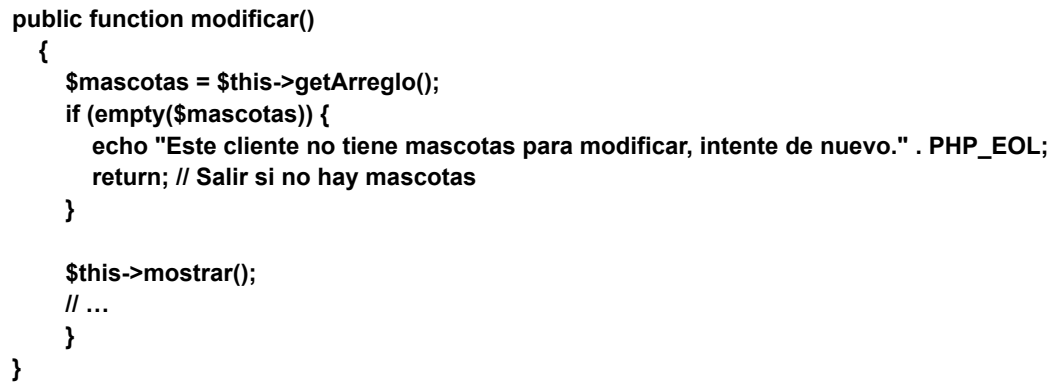 public function modificar()
{
$mascotas = $this->getArreglo();
if (empty($mascotas)) {
echo "Este cliente no tiene mascotas para modificar, intente de nuevo." . PHP_EOL;
return; // Salir si no hay mascotas
}
$this->mostrar();
// …
}
}